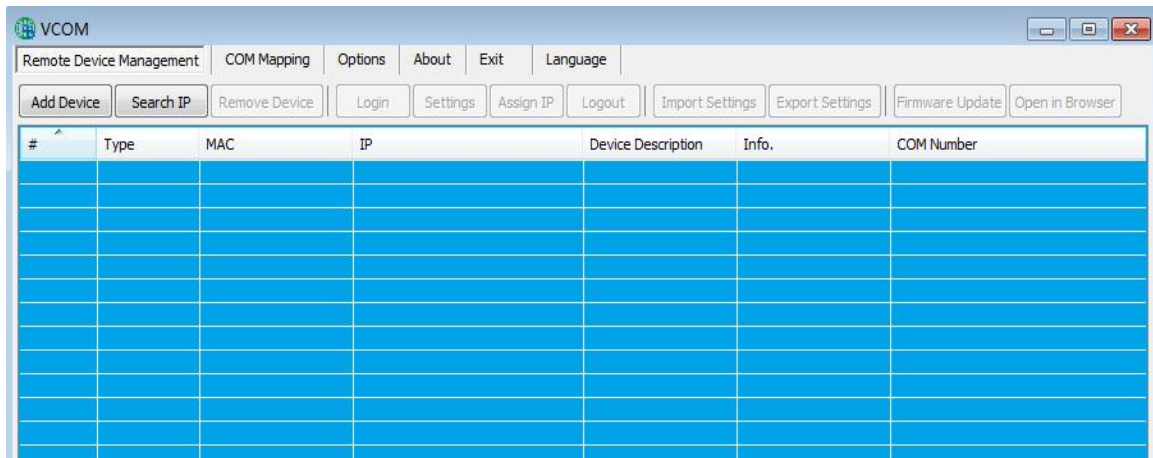 VCOM
Remote Device Management COM Mapping Options About Exit Language
Add Device Search IP Remove Device Login Settings Assign IP Logout Import Settings Export Settings Firmware Update Open in Browser
# Type MAC IP Device Description Info. COM Number